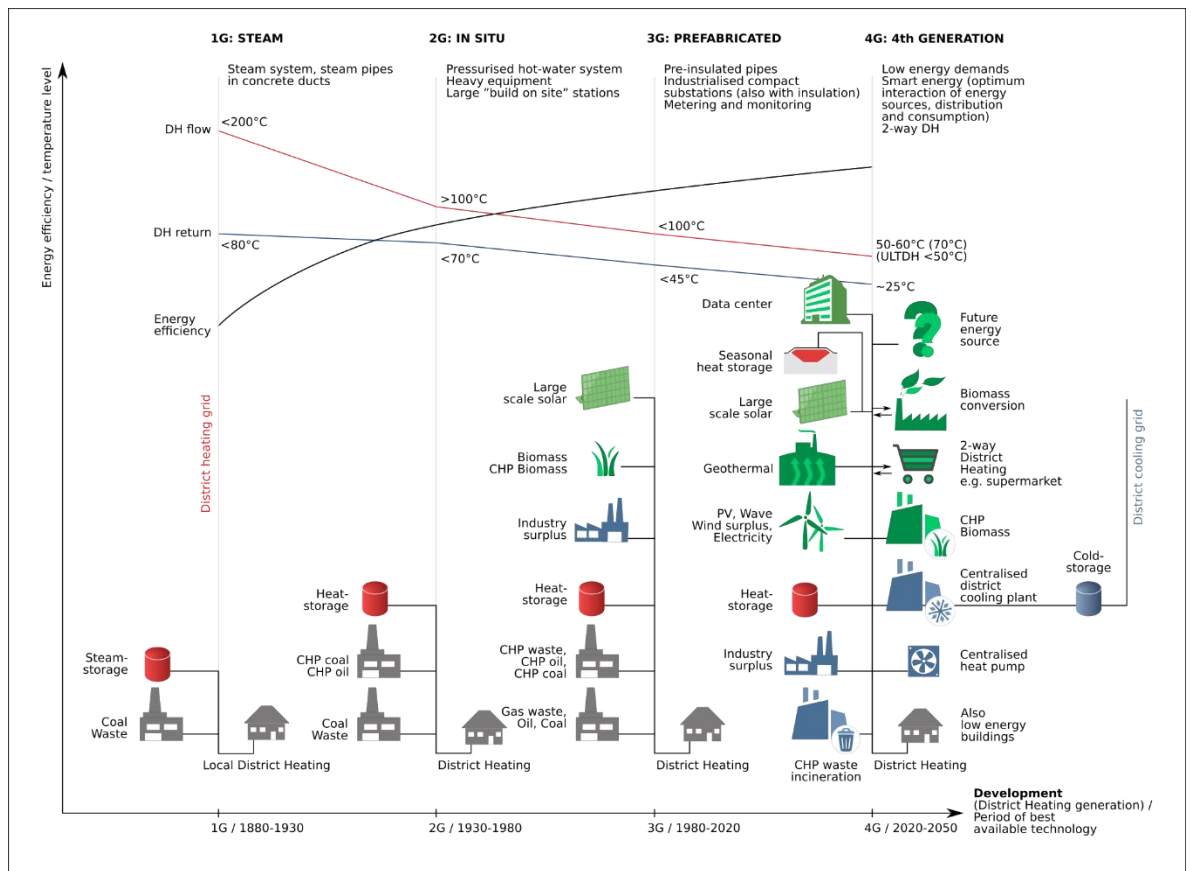 1G: STEAM
2G: IN SITU
3G: PREFABRICATED
4G: 4th GENERATION
Steam system, steam pipes
in concrete ducts
Pressurised hot-water system
Heavy equipment
Large “build on site” stations
Pre-insulated pipes
Industrialised compact
substations (also with insulation)
Metering and monitoring
Low energy demands
Smart energy (optimum
interaction of energy
sources, distribution
and consumption)
2-way DH
Energy efficiency / temperature level
DH flow
<200°C
>100°C
<100°C
50-60°C (70°C)
(ULTDH <50°C)
DH return
<80°C
<70°C
<45°C
~25°C
Energy
efficiency
District heating grid
Steam-
storage
Coal
Waste
Local District Heating
Heat-
storage
CHP coal
CHP oil
Coal
Waste
District Heating
Large
scale solar
Biomass
CHP Biomass
Industry
surplus
Heat-
storage
CHP waste,
CHP oil,
CHP coal
Gas waste,
Oil, Coal
District Heating
Data center
Seasonal
heat storage
Large
scale solar
Geothermal
PV, Wave
Wind surplus,
Electricity
Heat-
storage
Industry
surplus
CHP waste
incineration
Future
energy
source
Biomass
conversion
2-way
District
Heating
e.g. supermarket
CHP
Biomass
Centralised
district
cooling plant
Centralised
heat pump
Also
low energy
buildings
District Heating
Cold-
storage
District cooling grid
1G / 1880-1930
2G / 1930-1980
3G / 1980-2020
4G / 2020-2050
Development
(District Heating generation) /
Period of best
available technology